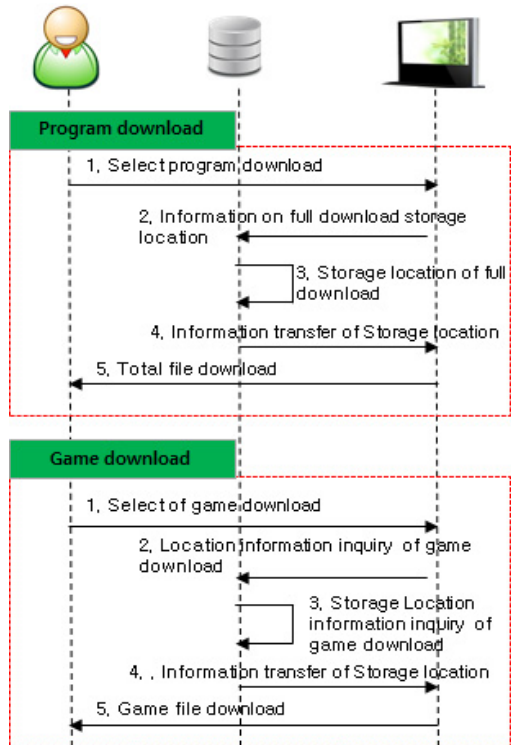 Program download
1, Select program download
2, Information on full download storage
location
3, Storage location of full
download
4, Information transfer of Storage location
5, Total file download
Game download
1, Select of game download
2, Location information inquiry of game
download
3, Storage Location
information inquiry of
game download
4, , Information transfer of Storage location
5, Game file download